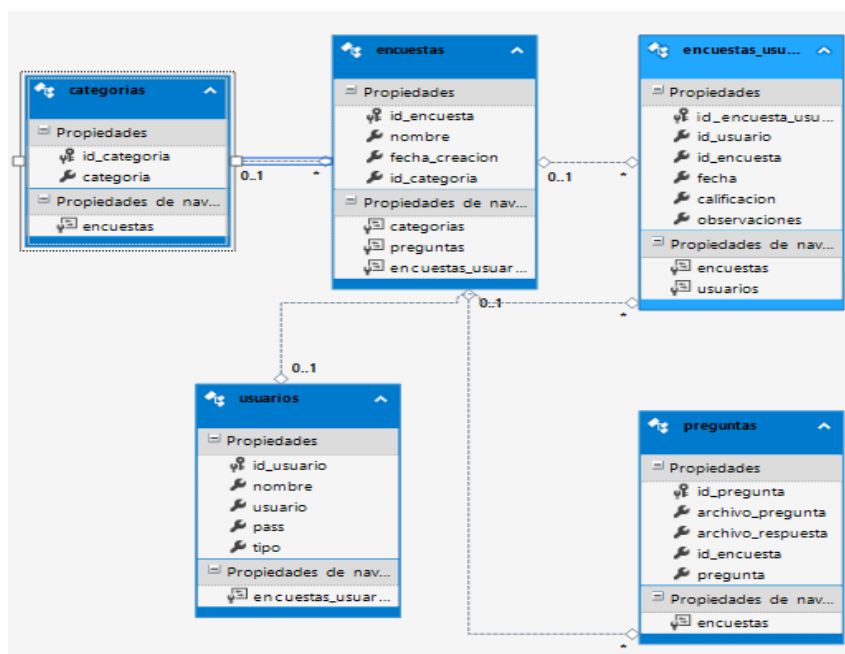 categorias
Propiedades
id_categoria
categoria
Propiedades de nav...
encuestas
0..1
*
encuestas
Propiedades
id_encuesta
nombre
fecha_creacion
id_categoria
Propiedades de nav...
categorias
preguntas
encuestas_usuar...
0..1
*
encuestas_usu...
Propiedades
id_encuesta_usu...
id_usuario
id_encuesta
fecha
calificacion
observaciones
Propiedades de nav...
encuestas
usuarios
0..1
*
0..1
usuarios
Propiedades
id_usuario
nombre
usuario
pass
tipo
Propiedades de nav...
encuestas_usuar...
preguntas
Propiedades
id_pregunta
archivo_pregunta
archivo_respuesta
id_encuesta
pregunta
Propiedades de nav...
encuestas
*